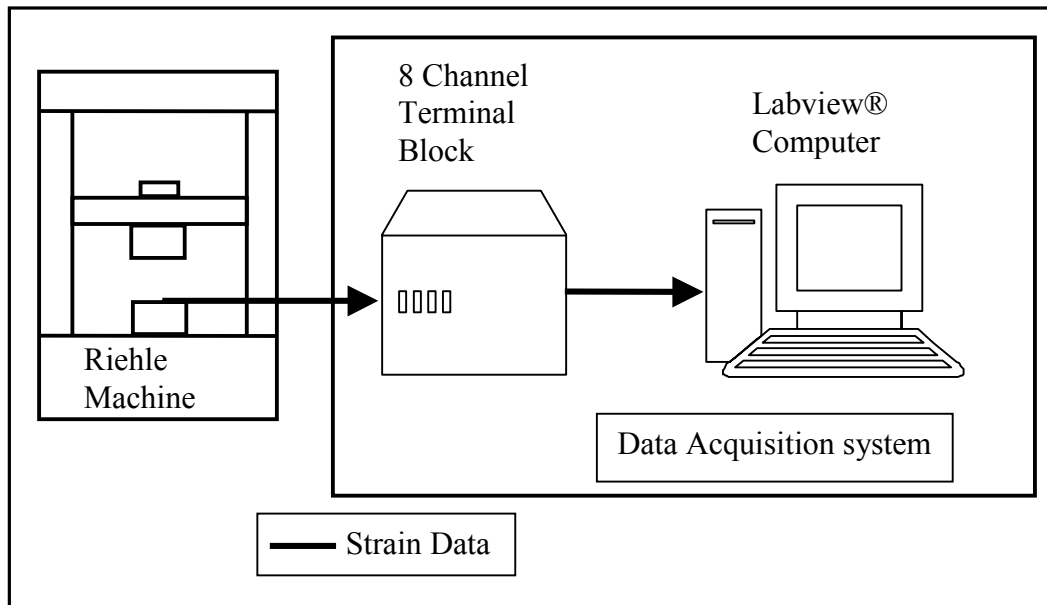 8 Channel
Terminal
Block
Labview®
Computer
Riehle
Machine
Data Acquisition system
Strain Data